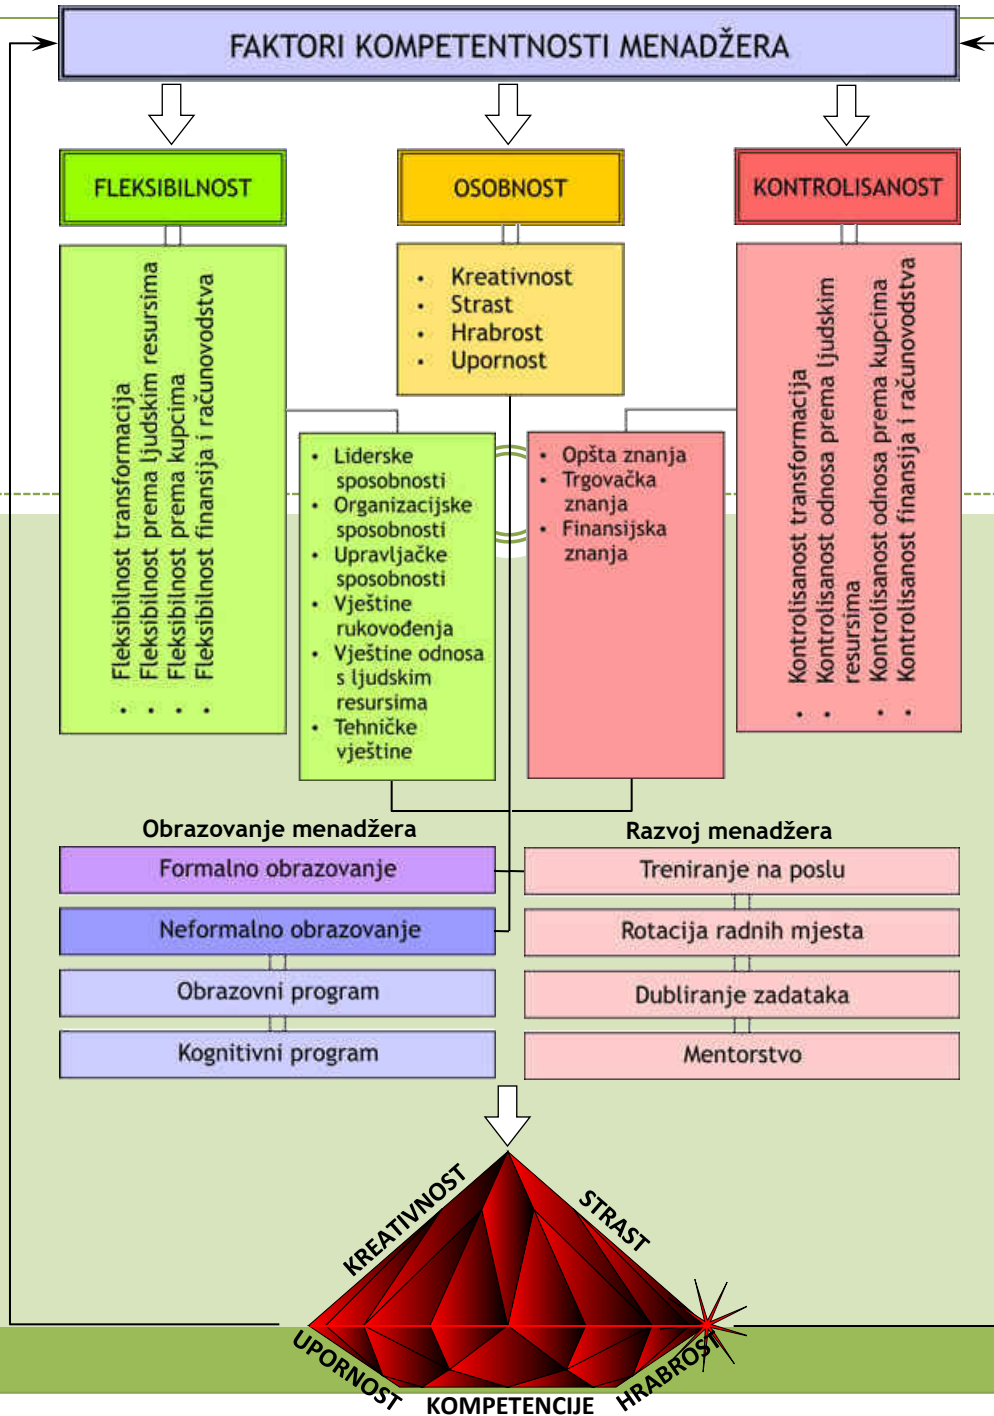 FAKTORI KOMPETENTNOSTI MENADŽERA
FLEKSIBILNOST
OSOBNOST
KONTROLISANOST
• Fleksibilnost transformacija
• Fleksibilnost prema ljudskim resursima
• Fleksibilnost prema kupcima
• Fleksibilnost finansija i računovodstva
• Kreativnost
• Strast
• Hrabrost
• Upornost
• Kontrolisanost transformacija
• Kontrolisanost odnosa prema ljudskim
resursima
• Kontrolisanost odnosa prema kupcima
• Kontrolisanost finansija i računovodstva
• Liderske
sposobnosti
• Organizacijske
sposobnosti
• Upravljačke
sposobnosti
• Vještine
rukovođenja
• Vještine odnosa
s ljudskim
resursima
• Tehničke
vještine
• Opšta znanja
• Trgovačka
znanja
• Finansijska
znanja
Obrazovanje menadžera
Formalno obrazovanje
Neformalno obrazovanje
Obrazovni program
Kognitivni program
Razvoj menadžera
Treniranje na poslu
Rotacija radnih mjesta
Dubliranje zadataka
Mentorstvo
KREATIVNOST
STRAST
UPORNOST
HRABROST
KOMPETENCIJE